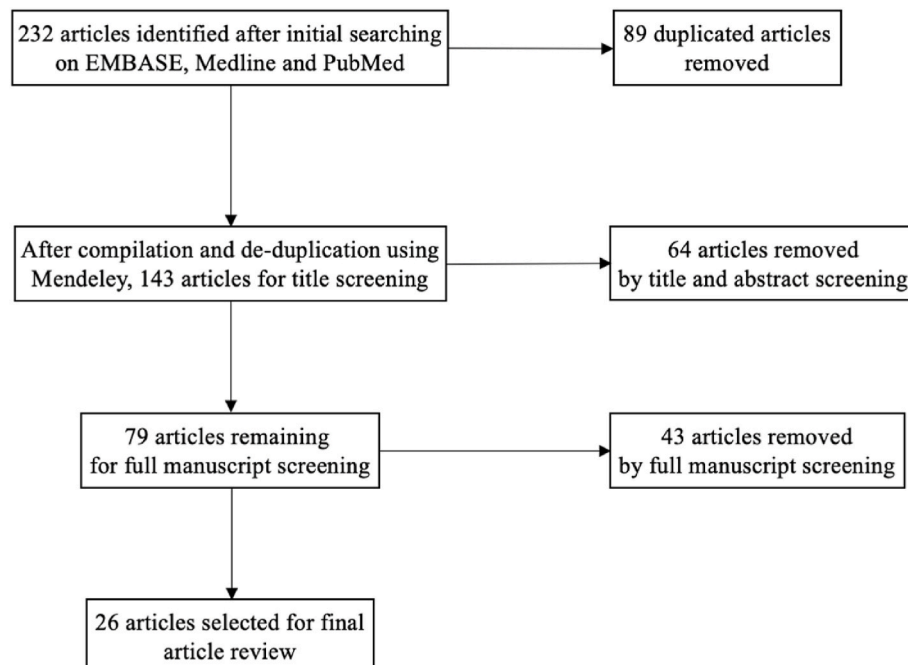 232 articles identified after initial searching
on EMBASE, Medline and PubMed
89 duplicated articles
removed
After compilation and de-duplication using
Mendeley, 143 articles for title screening
64 articles removed
by title and abstract screening
79 articles remaining
for full manuscript screening
43 articles removed
by full manuscript screening
26 articles selected for final
article review